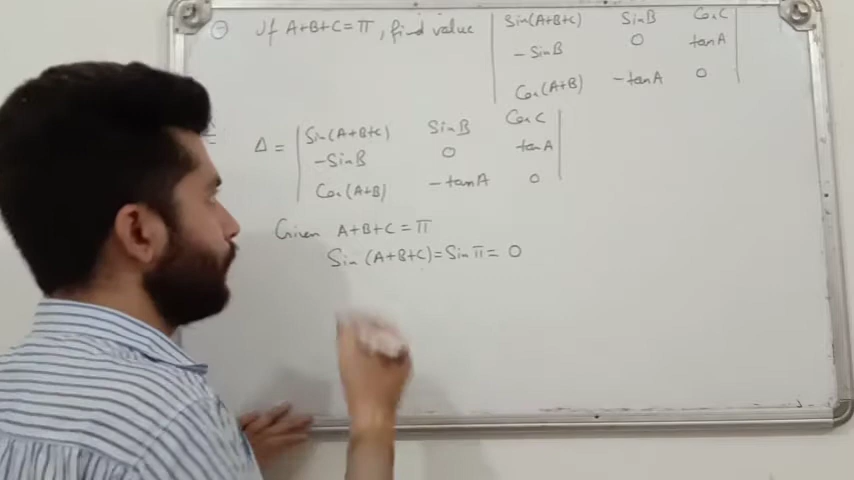 If A+B+C = π, find value | Sin(A+B+C) SinB CosC |
| -SinB 0 tanA |
| Cos(A+B) -tanA 0 |
Δ = | Sin(A+B+C) SinB CosC |
| -SinB 0 tanA |
| Cos(A+B) -tanA 0 |
Given A+B+C = π
Sin (A+B+C) = Sin π = 0